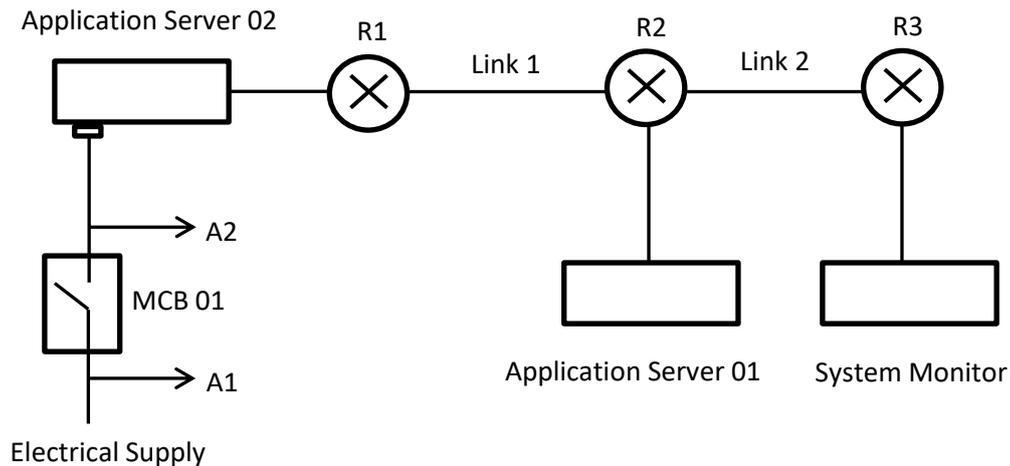 Application Server 02
R1
Link 1
R2
Link 2
R3
A2
MCB 01
A1
Electrical Supply
Application Server 01
System Monitor